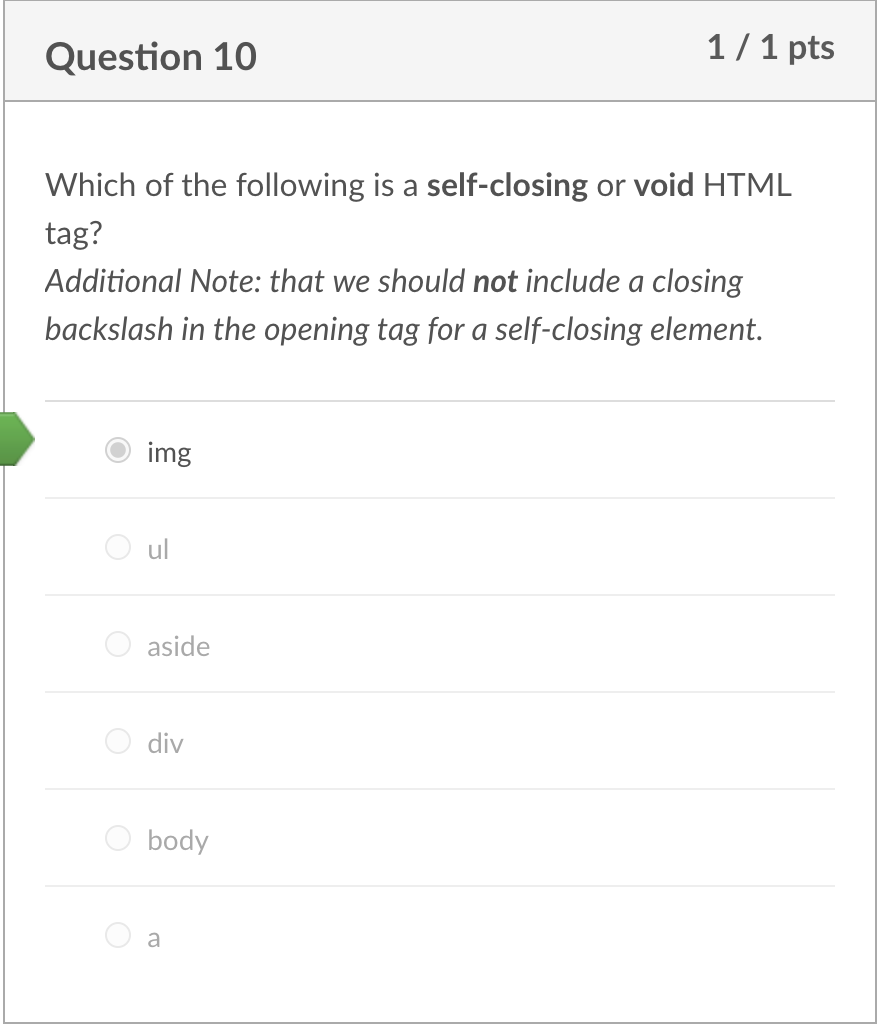 Question 10
1 / 1 pts
Which of the following is a self-closing or void HTML
tag?
Additional Note: that we should not include a closing
backslash in the opening tag for a self-closing element.
img
ul
aside
div
body
a